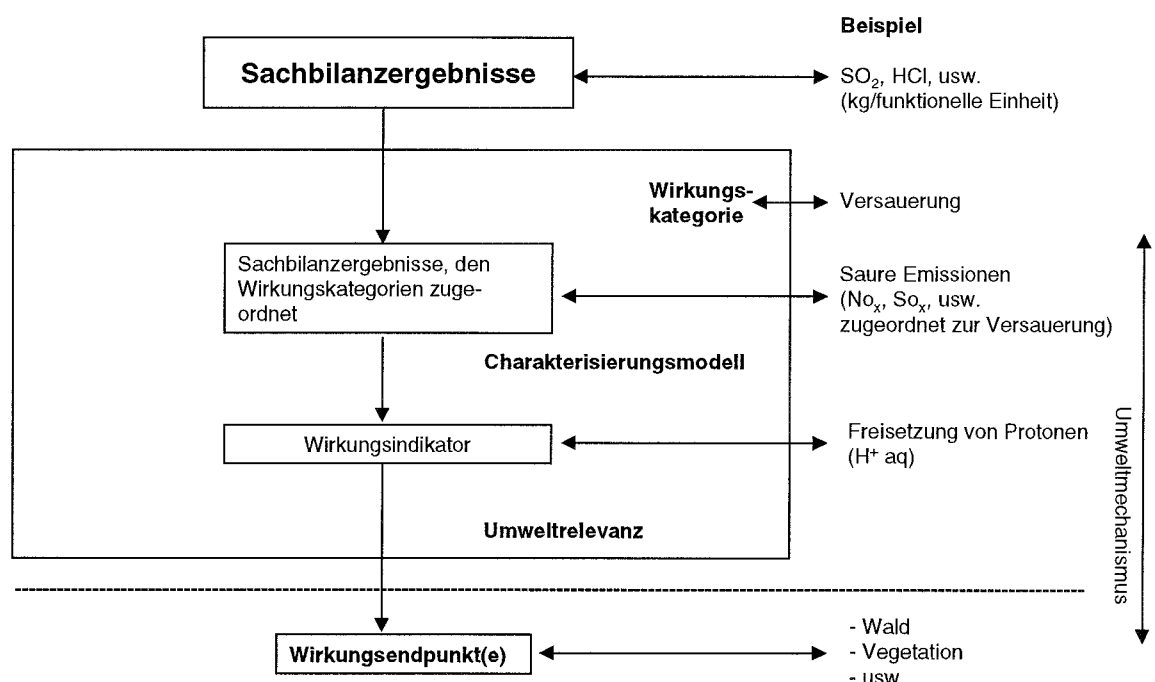 Beispiel
Sachbilanzergebnisse
SO₂, HCl, usw.
(kg/funktionelle Einheit)
Wirkungs-
kategorie
Versauerung
Sachbilanzergebnisse, den
Wirkungskategorien zuge-
ordnet
Saure Emissionen
(Noₓ, Soₓ, usw.
zugeordnet zur Versauerung)
Charakterisierungsmodell
Wirkungsindikator
Freisetzung von Protonen
(H⁺ aq)
Umweltrelevanz
Umweltmechanismus
Wirkungsendpunkt(e)
- Wald
- Vegetation
- usw